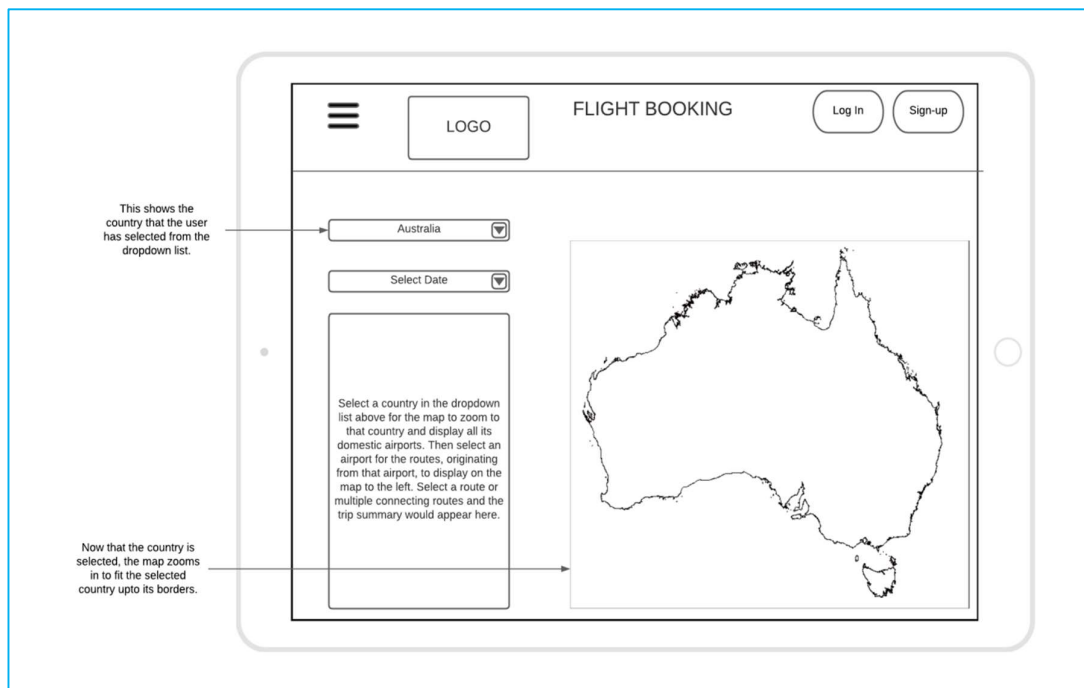 LOGO
FLIGHT BOOKING
Log In
Sign-up
This shows the
country that the user
has selected from the
dropdown list.
Australia
Select Date
Select a country in the dropdown
list above for the map to zoom to
that country and display all its
domestic airports. Then select an
airport for the routes, originating
from that airport, to display on the
map to the left. Select a route or
multiple connecting routes and the
trip summary would appear here.
Now that the country is
selected, the map zooms
in to fit the selected
country upto its borders.